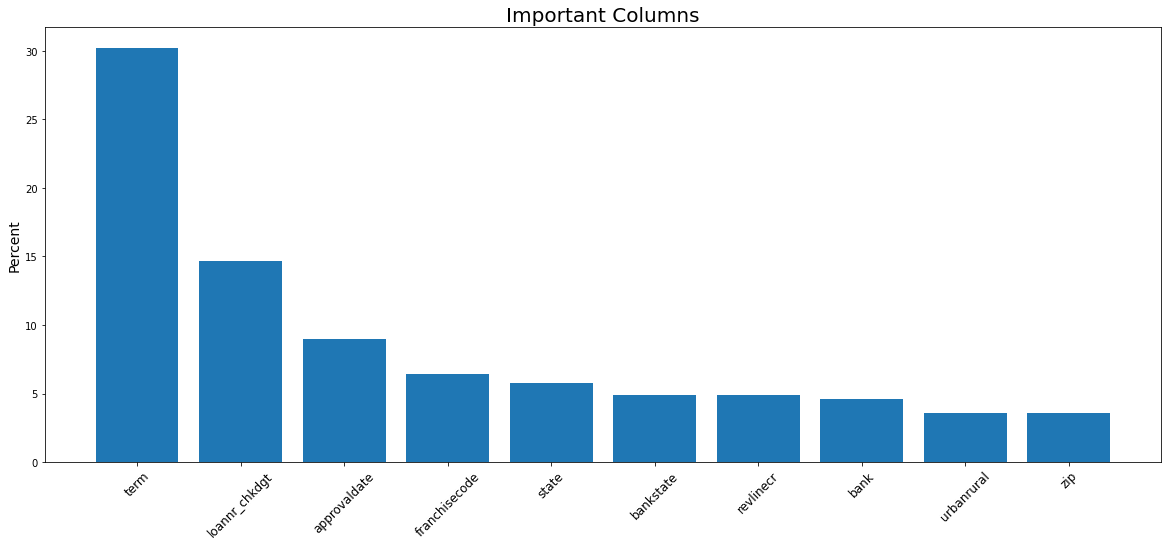 Important Columns
Percent
30
25
20
15
10
5
0
term
loannr_chkdgt
approvaldate
franchisecode
state
bankstate
revlinecr
bank
urbanrural
zip